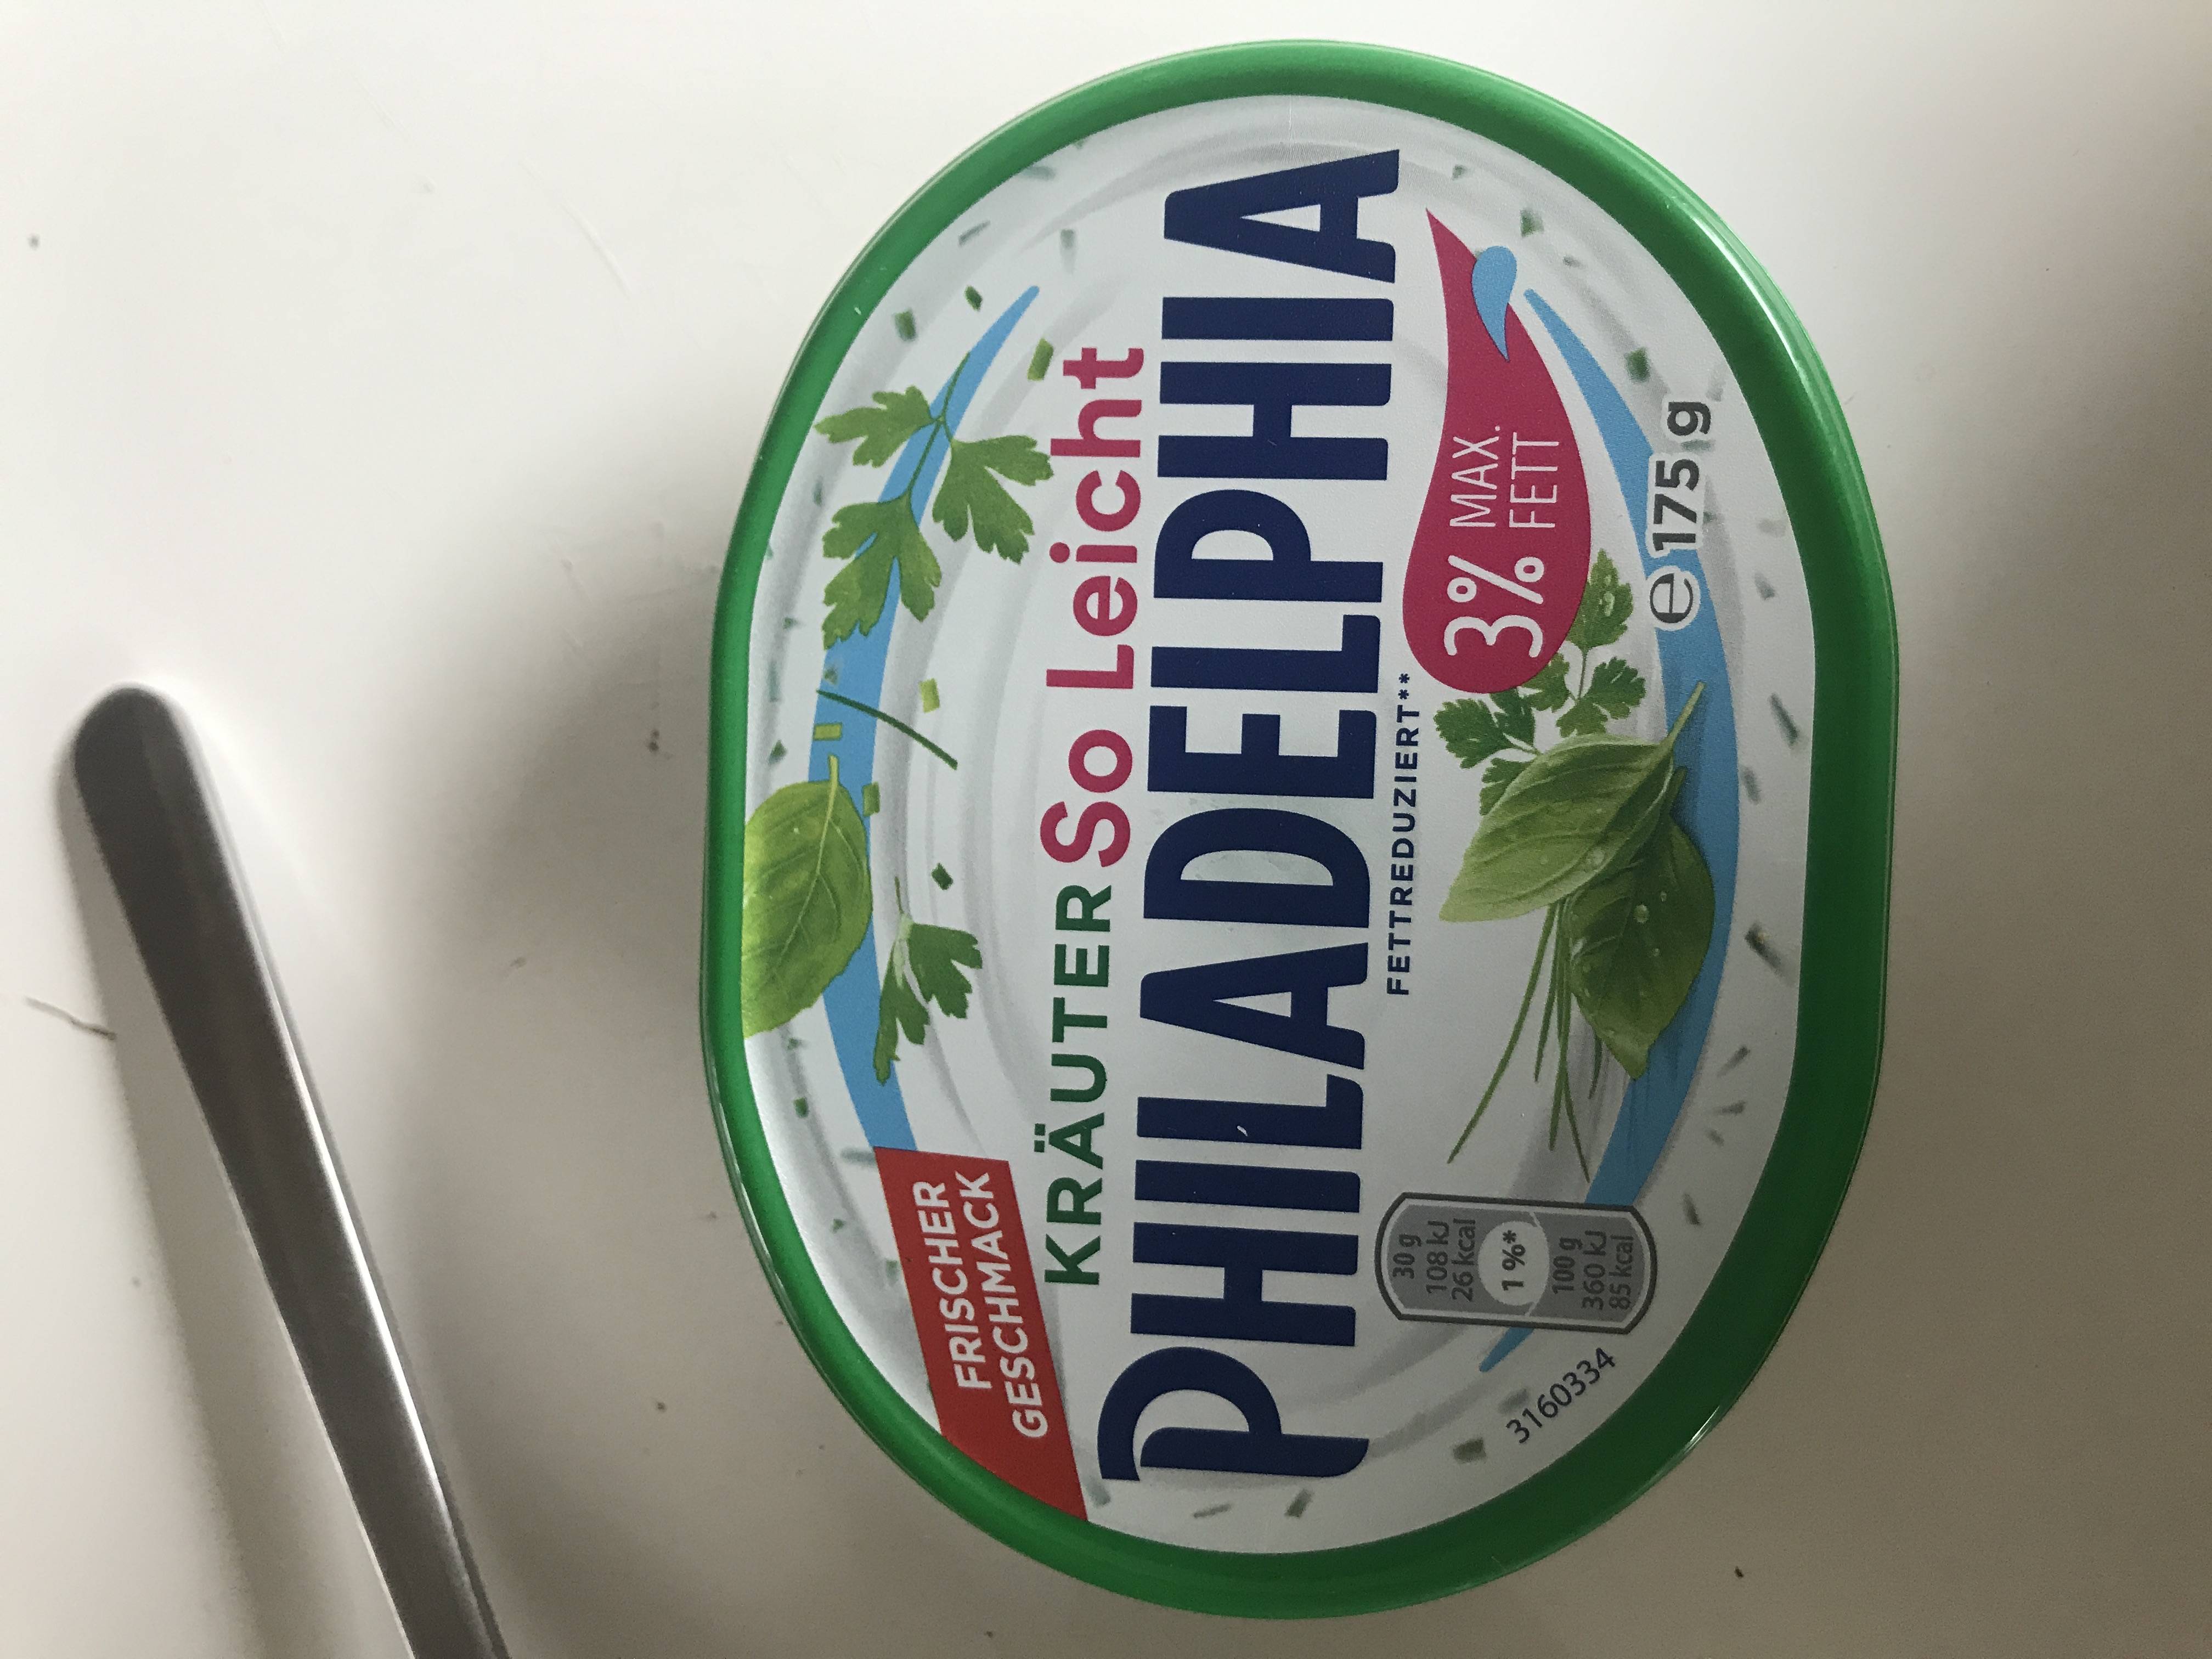 FRISCHER
GESCHMACK
KRÄUTER So Leicht
PHILADELPHIA
FETTREDUZIERT**
3% MAX.
FETT
30 g
108 kJ
26 kcal
1 %*
100 g
360 kJ
85 kcal
℮ 175 g
3160334